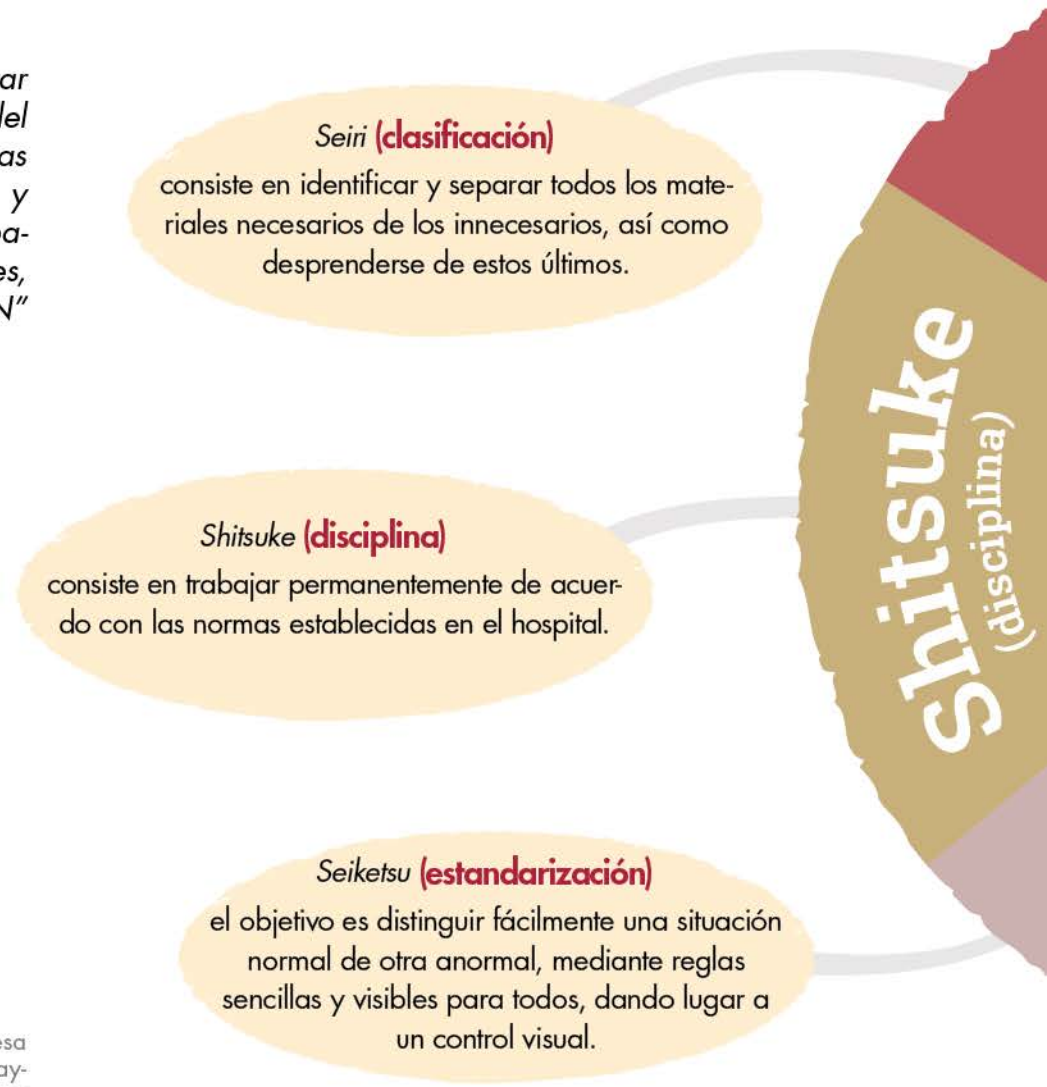 Seiri (clasificación)
consiste en identificar y separar todos los mate-
riales necesarios de los innecesarios, así como
desprenderse de estos últimos.
Shitsuke (disciplina)
consiste en trabajar permanentemente de acuer-
do con las normas establecidas en el hospital.
Seiketsu (estandarización)
el objetivo es distinguir fácilmente una situación
normal de otra anormal, mediante reglas
sencillas y visibles para todos, dando lugar a
un control visual.
Shitsuke
(disciplina)
y